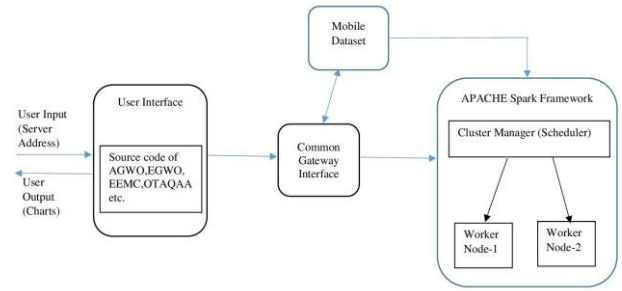 Mobile
Dataset
User Interface
APACHE Spark Framework
User Input
(Server
Address)
Cluster Manager (Scheduler)
Source code of
AGWO,EGWO,
EEMC,OTAQAA
etc.
Common
Gateway
Interface
User
Output
(Charts)
Worker
Node-1
Worker
Node-2